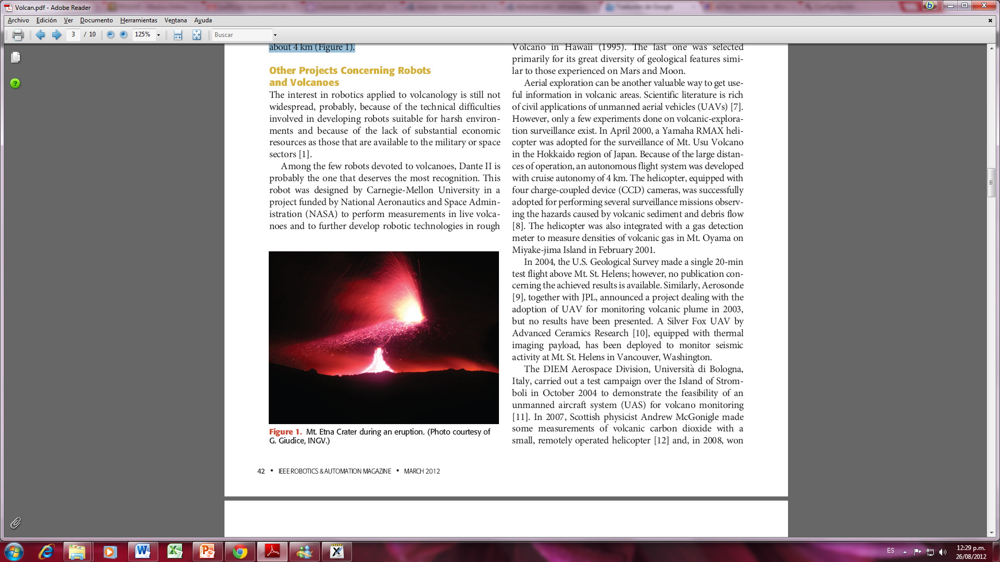 Volcan.pdf - Adobe Reader
Archivo Edición Ver Documento Herramientas Ventana Ayuda
3 / 10 125% Buscar
about 4 km (Figure 1).
Other Projects Concerning Robots
and Volcanoes
The interest in robotics applied to volcanology is still not
widespread, probably, because of the technical difficulties
involved in developing robots suitable for harsh environ-
ments and because of the lack of substantial economic
resources as those that are available to the military or space
sectors [1].
Among the few robots devoted to volcanoes, Dante II is
probably the one that deserves the most recognition. This
robot was designed by Carnegie-Mellon University in a
project funded by National Aeronautics and Space Admin-
istration (NASA) to perform measurements in live volca-
noes and to further develop robotic technologies in rough
Figure 1. Mt. Etna Crater during an eruption. (Photo courtesy of
G. Giudice, INGV.)
Volcano in Hawaii (1995). The last one was selected
primarily for its great diversity of geological features simi-
lar to those experienced on Mars and Moon.
Aerial exploration can be another valuable way to get use-
ful information in volcanic areas. Scientific literature is rich
of civil applications of unmanned aerial vehicles (UAVs) [7].
However, only a few experiments done on volcanic-explora-
tion surveillance exist. In April 2000, a Yamaha RMAX heli-
copter was adopted for the surveillance of Mt. Usu Volcano
in the Hokkaido region of Japan. Because of the large distan-
ces of operation, an autonomous flight system was developed
with cruise autonomy of 4 km. The helicopter, equipped with
four charge-coupled device (CCD) cameras, was successfully
adopted for performing several surveillance missions observ-
ing the hazards caused by volcanic sediment and debris flow
[8]. The helicopter was also integrated with a gas detection
meter to measure densities of volcanic gas in Mt. Oyama on
Miyake-jima Island in February 2001.
In 2004, the U.S. Geological Survey made a single 20-min
test flight above Mt. St. Helens; however, no publication con-
cerning the achieved results is available. Similarly, Aerosonde
[9], together with JPL, announced a project dealing with the
adoption of UAV for monitoring volcanic plume in 2003,
but no results have been presented. A Silver Fox UAV by
Advanced Ceramics Research [10], equipped with thermal
imaging payload, has been deployed to monitor seismic
activity at Mt. St. Helens in Vancouver, Washington.
The DIEM Aerospace Division, Università di Bologna,
Italy, carried out a test campaign over the Island of Strom-
boli in October 2004 to demonstrate the feasibility of an
unmanned aircraft system (UAS) for volcano monitoring
[11]. In 2007, Scottish physicist Andrew McGonigle made
some measurements of volcanic carbon dioxide with a
small, remotely operated helicopter [12] and, in 2008, won
42 • IEEE ROBOTICS & AUTOMATION MAGAZINE • MARCH 2012
ES
12:29 p.m.
26/08/2012